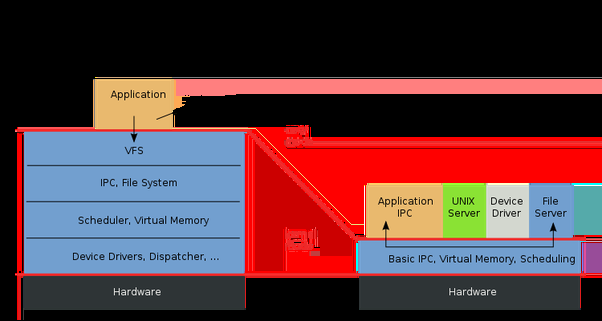 Application
VFS
IPC, File System
Scheduler, Virtual Memory
Device Drivers, Dispatcher, ...
Hardware
Application
IPC
UNIX
Server
Device
Driver
File
Server
Basic IPC, Virtual Memory, Scheduling
Hardware